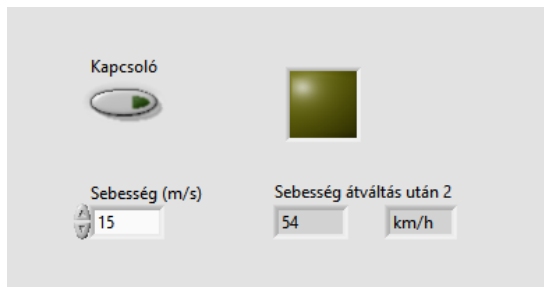 Kapcsoló
Sebesség (m/s)
15
Sebesség átváltás után 2
54 km/h